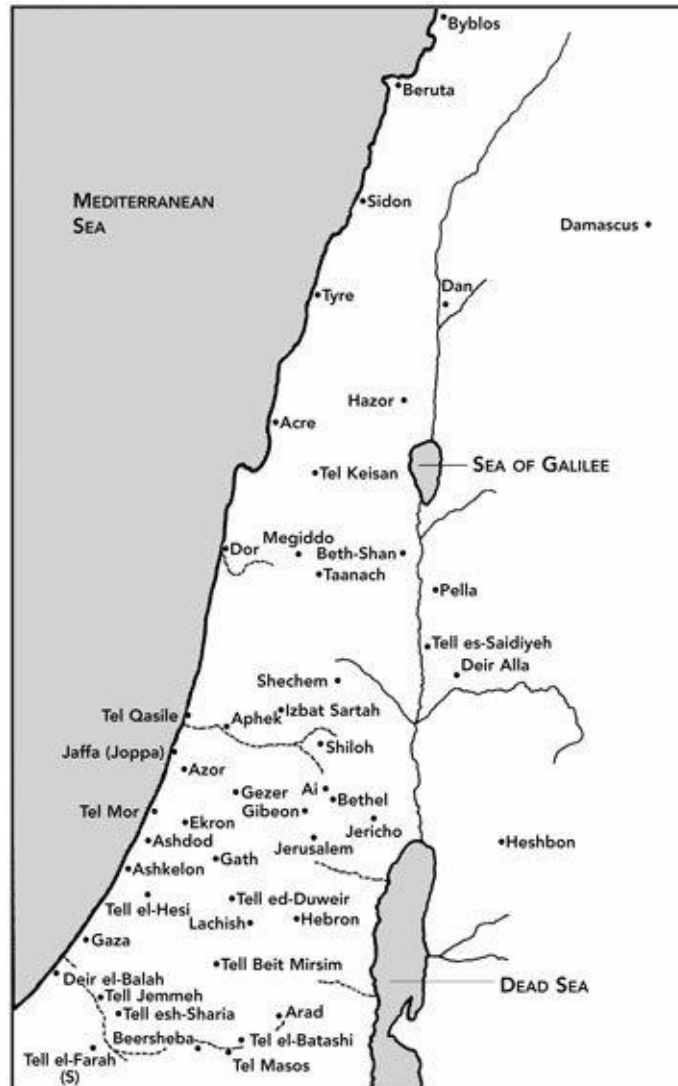 Byblos
Beruta
MEDITERRANEAN
SEA
Sidon
Damascus
Dan
Tyre
Hazor
Acre
SEA OF GALILEE
Tel Keisan
Megiddo
Dor
Beth-Shan
Taanach
Pella
Tell es-Saidiyeh
Deir Alla
Shechem
Izbat Sartah
Tel Qasile
Aphek
Shiloh
Jaffa (Joppa)
Azor
Ai
Gezer
Bethel
Tel Mor
Gibeon
Ekron
Jericho
Ashdod
Jerusalem
Heshbon
Gath
Ashkelon
Tell ed-Duweir
Tell el-Hesi
Lachish
Hebron
Gaza
Tell Beit Mirsim
Deir el-Balah
DEAD SEA
Tell Jemmeh
Tell esh-Sharia
Arad
Beersheba
Tel el-Batashi
Tell el-Farah
(S)
Tel Masos